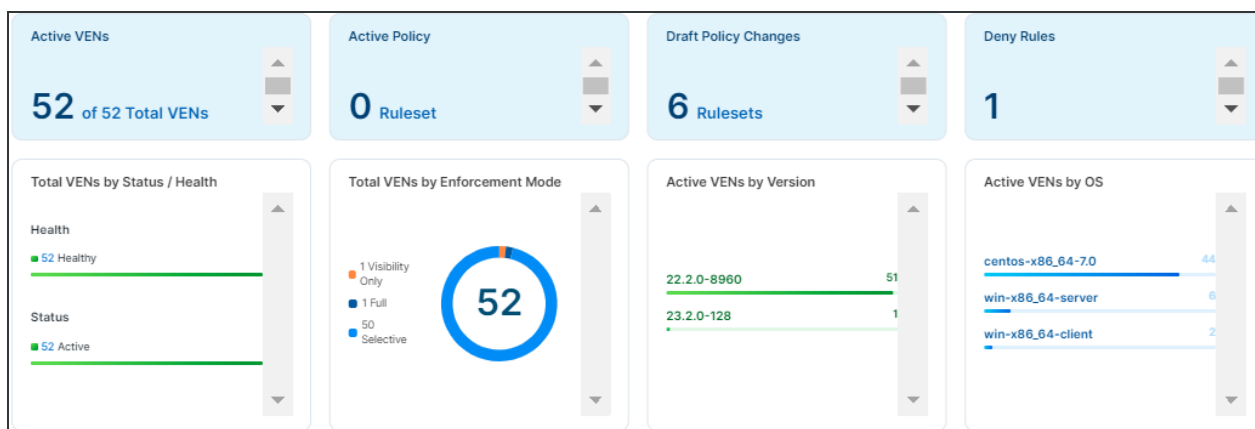 Active VENs
52 of 52 Total VENs
Active Policy
0 Ruleset
Draft Policy Changes
6 Rulesets
Deny Rules
1
Total VENs by Status / Health
Health
52 Healthy
Status
52 Active
Total VENs by Enforcement Mode
1 Visibility
Only
1 Full
50
Selective
52
Active VENs by Version
22.2.0-8960 51
23.2.0-128 1
Active VENs by OS
centos-x86_64-7.0 44
win-x86_64-server 6
win-x86_64-client 2